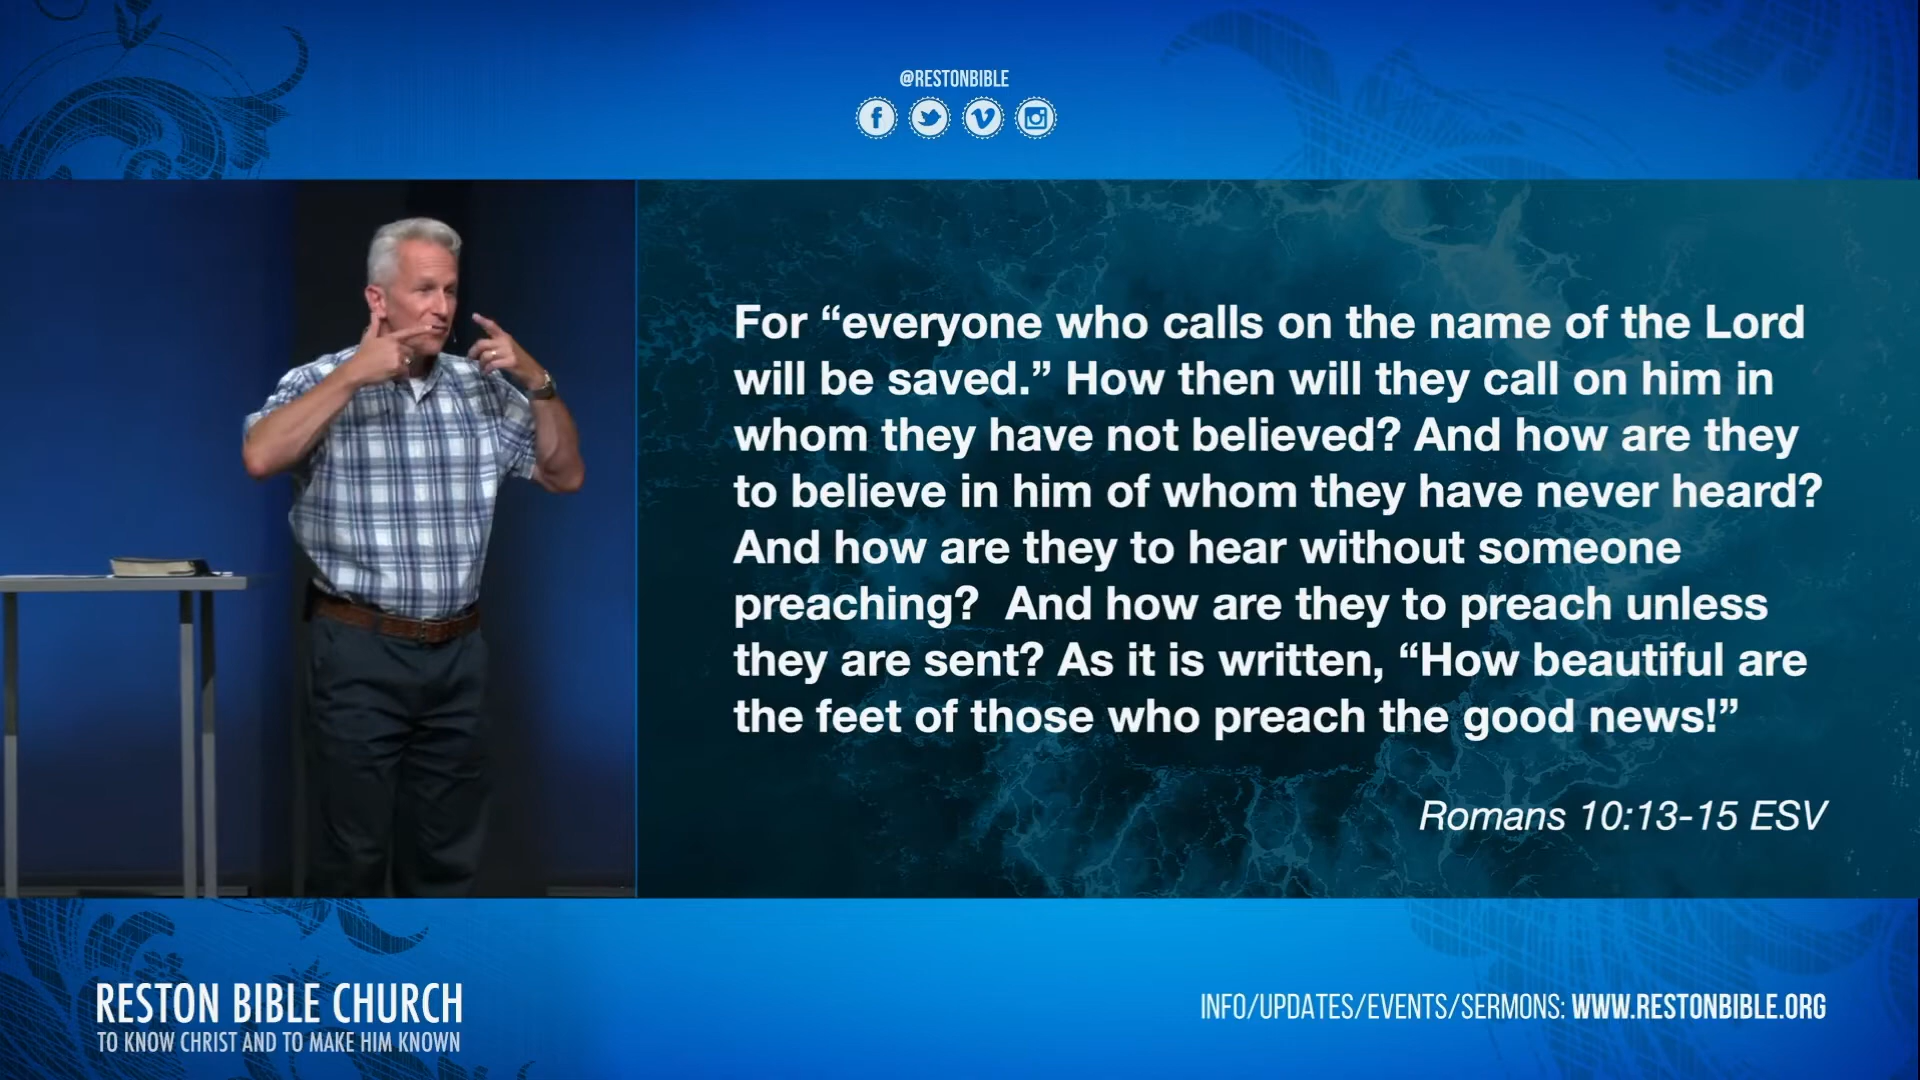 @RESTONBIBLE
For “everyone who calls on the name of the Lord
will be saved.” How then will they call on him in
whom they have not believed? And how are they
to believe in him of whom they have never heard?
And how are they to hear without someone
preaching?  And how are they to preach unless
they are sent? As it is written, “How beautiful are
the feet of those who preach the good news!”
Romans 10:13-15 ESV
RESTON BIBLE CHURCH
TO KNOW CHRIST AND TO MAKE HIM KNOWN
INFO/UPDATES/EVENTS/SERMONS: WWW.RESTONBIBLE.ORG